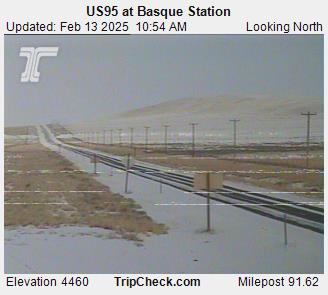 US95 at Basque Station
Updated: Feb 13 2025 10:54 AM Looking North
Elevation 4460 TripCheck.com Milepost 91.62